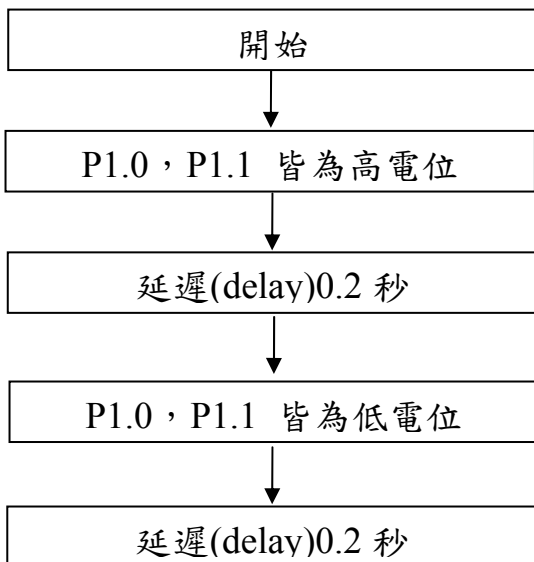 開始
P1.0，P1.1 皆為高電位
延遲(delay)0.2 秒
P1.0，P1.1 皆為低電位
延遲(delay)0.2 秒